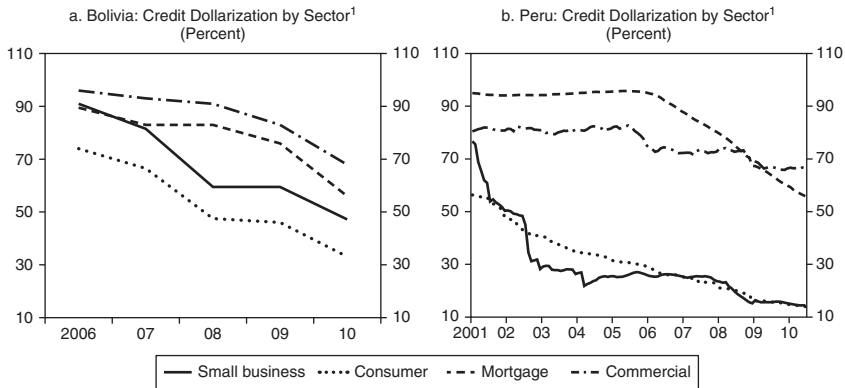 a. Bolivia: Credit Dollarization by Sector¹
(Percent)
110 110
90 90
70 70
50 50
30 30
10 10
2006 07 08 09 10
b. Peru: Credit Dollarization by Sector¹
(Percent)
110 110
90 90
70 70
50 50
30 30
10 10
2001 02 03 04 05 06 07 08 09 10
Small business Consumer Mortgage Commercial